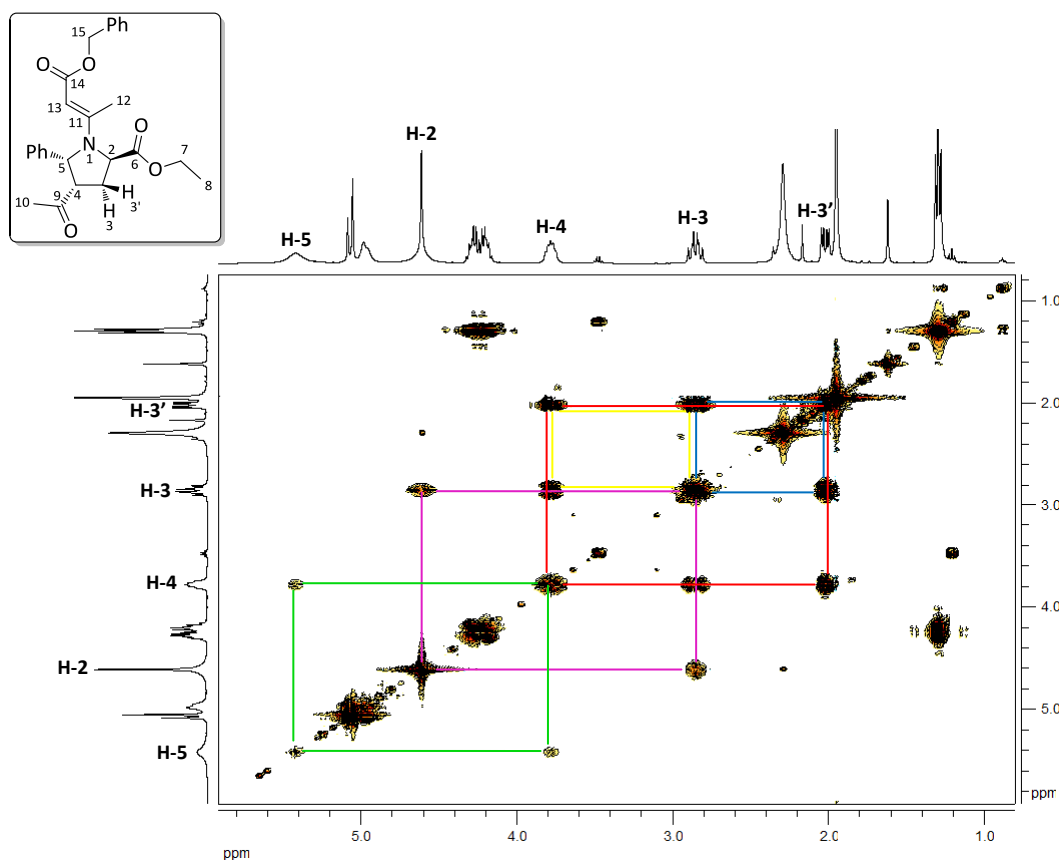 15 Ph
O
O
14
13 12
11
O
Ph N
5 1 2 6 7
O
4 8
10 9 H
3'
H
O 3
H-2
H-5 H-4 H-3 H-3’
1.0
H-3’ 2.0
H-3 3.0
H-4 4.0
H-2
5.0
H-5
ppm
5.0 4.0 3.0 2.0 1.0
ppm